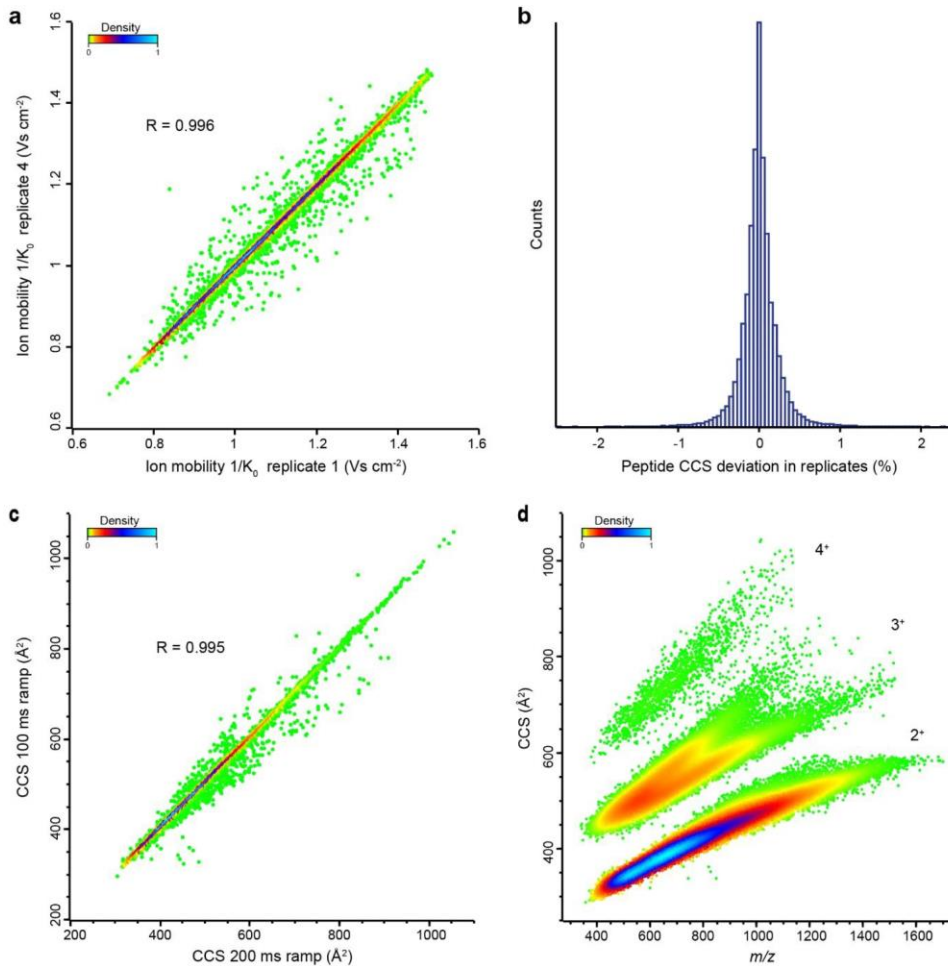 a
Density
0 1
R = 0.996
1.6
1.4
1.2
1
0.8
0.6
Ion mobility 1/K₀ replicate 4 (Vs cm⁻²)
0.6 0.8 1 1.2 1.4 1.6
Ion mobility 1/K₀ replicate 1 (Vs cm⁻²)
b
Counts
-2 -1 0 1 2
Peptide CCS deviation in replicates (%)
c
Density
0 1
R = 0.995
1000
800
600
400
200
CCS 100 ms ramp (Å²)
200 400 600 800 1000
CCS 200 ms ramp (Å²)
d
Density
0 1
4⁺
3⁺
2⁺
1000
800
600
400
CCS (Å²)
400 600 800 1000 1200 1400 1600
m/z